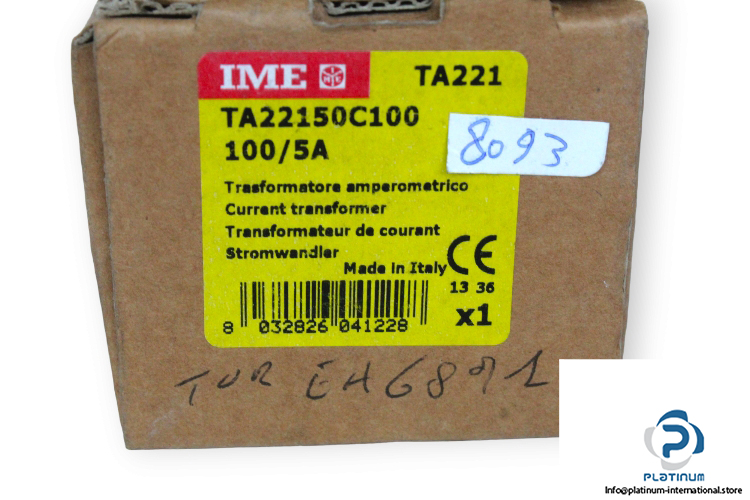 IME TA221
TA22150C100
100/5A
8093
Trasformatore amperometrico
Current transformer
Transformateur de courant
Stromwandler
Made in Italy
CE
13 36
8 032826 041228
x1
TUR EH6891
PLATINUM
Info@platinum-international.store